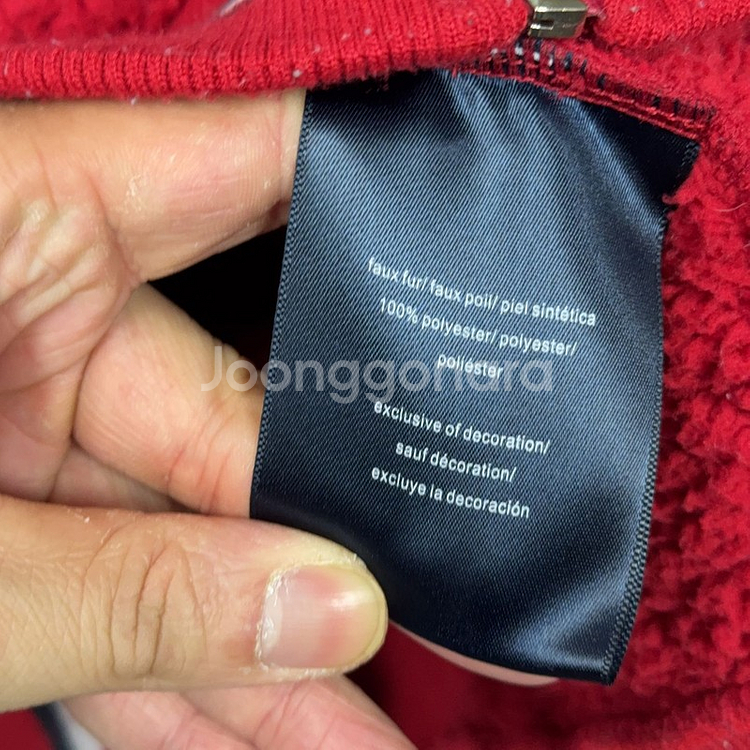 faux fur/ faux poil/ piel sintética
100% polyester/ polyester/
poliéster
Joonggonara
exclusive of decoration/
sauf décoration/
excluye la decoración